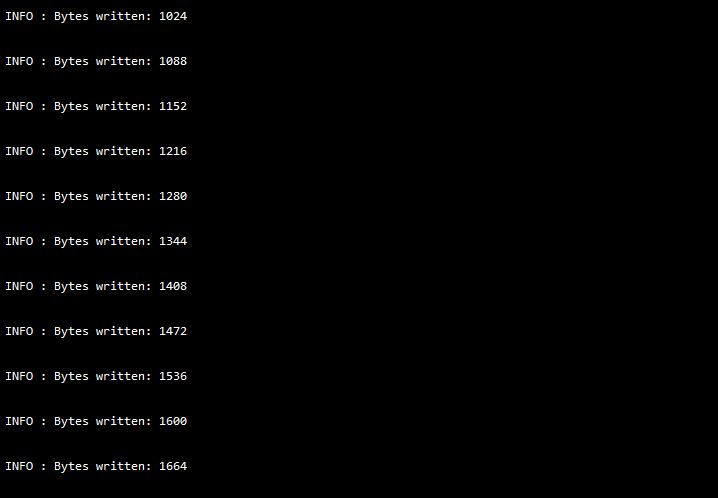 INFO : Bytes written: 1024
INFO : Bytes written: 1088
INFO : Bytes written: 1152
INFO : Bytes written: 1216
INFO : Bytes written: 1280
INFO : Bytes written: 1344
INFO : Bytes written: 1408
INFO : Bytes written: 1472
INFO : Bytes written: 1536
INFO : Bytes written: 1600
INFO : Bytes written: 1664